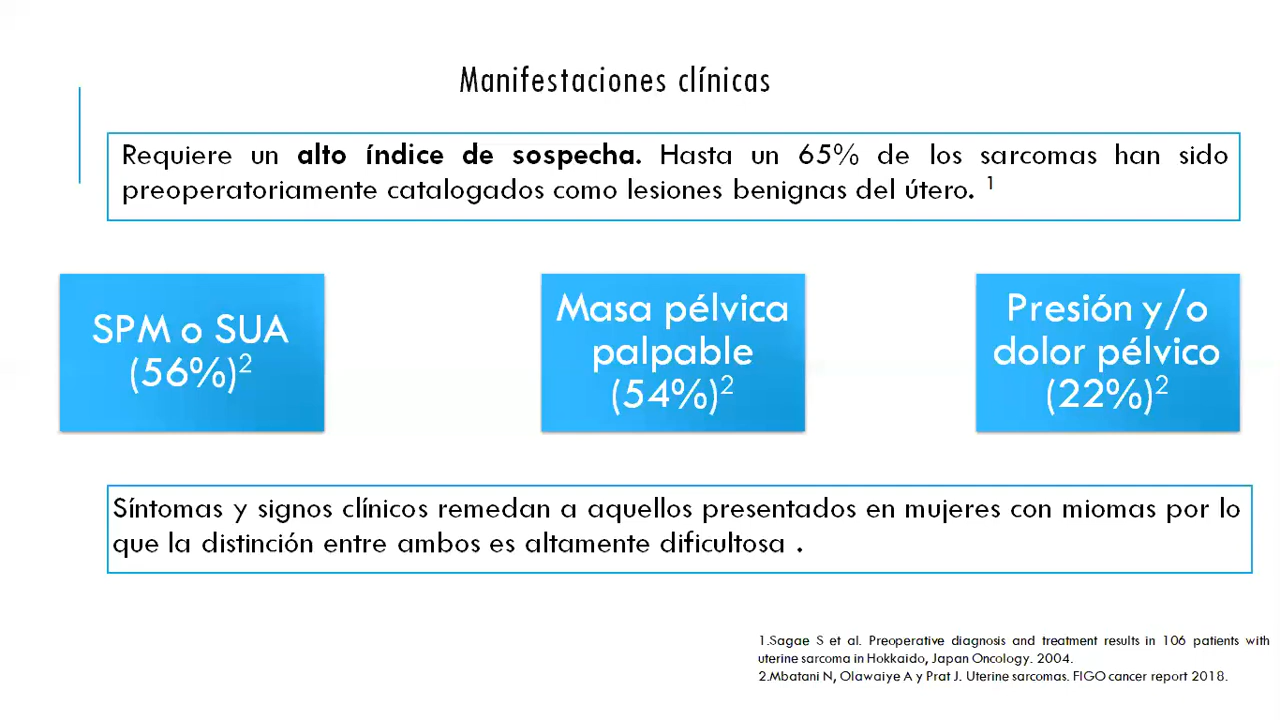 Manifestaciones clínicas
Requiere un alto índice de sospecha. Hasta un 65% de los sarcomas han sido
preoperatoriamente catalogados como lesiones benignas del útero. 1
SPM o SUA
(56%)2
Masa pélvica
palpable
(54%)2
Presión y/o
dolor pélvico
(22%)2
Síntomas y signos clínicos remedan a aquellos presentados en mujeres con miomas por lo
que la distinción entre ambos es altamente dificultosa .
1.Sagae S et al. Preoperative diagnosis and treatment results in 106 patients with
uterine sarcoma in Hokkaido, Japan Oncology. 2004.
2.Mbatani N, Olawaiye A y Prat J. Uterine sarcomas. FIGO cancer report 2018.